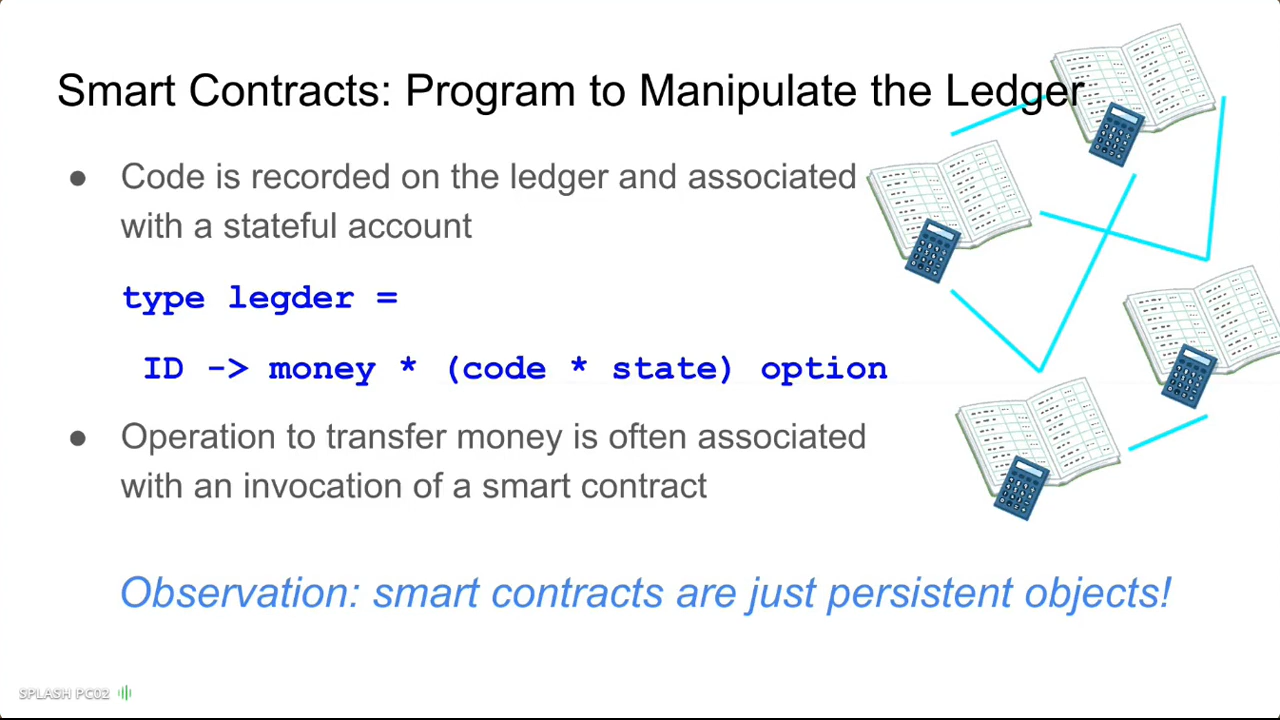 Smart Contracts: Program to Manipulate the Ledger
● Code is recorded on the ledger and associated
with a stateful account
type legder =
ID -> money * (code * state) option
● Operation to transfer money is often associated
with an invocation of a smart contract
Observation: smart contracts are just persistent objects!
SPLASH PC02